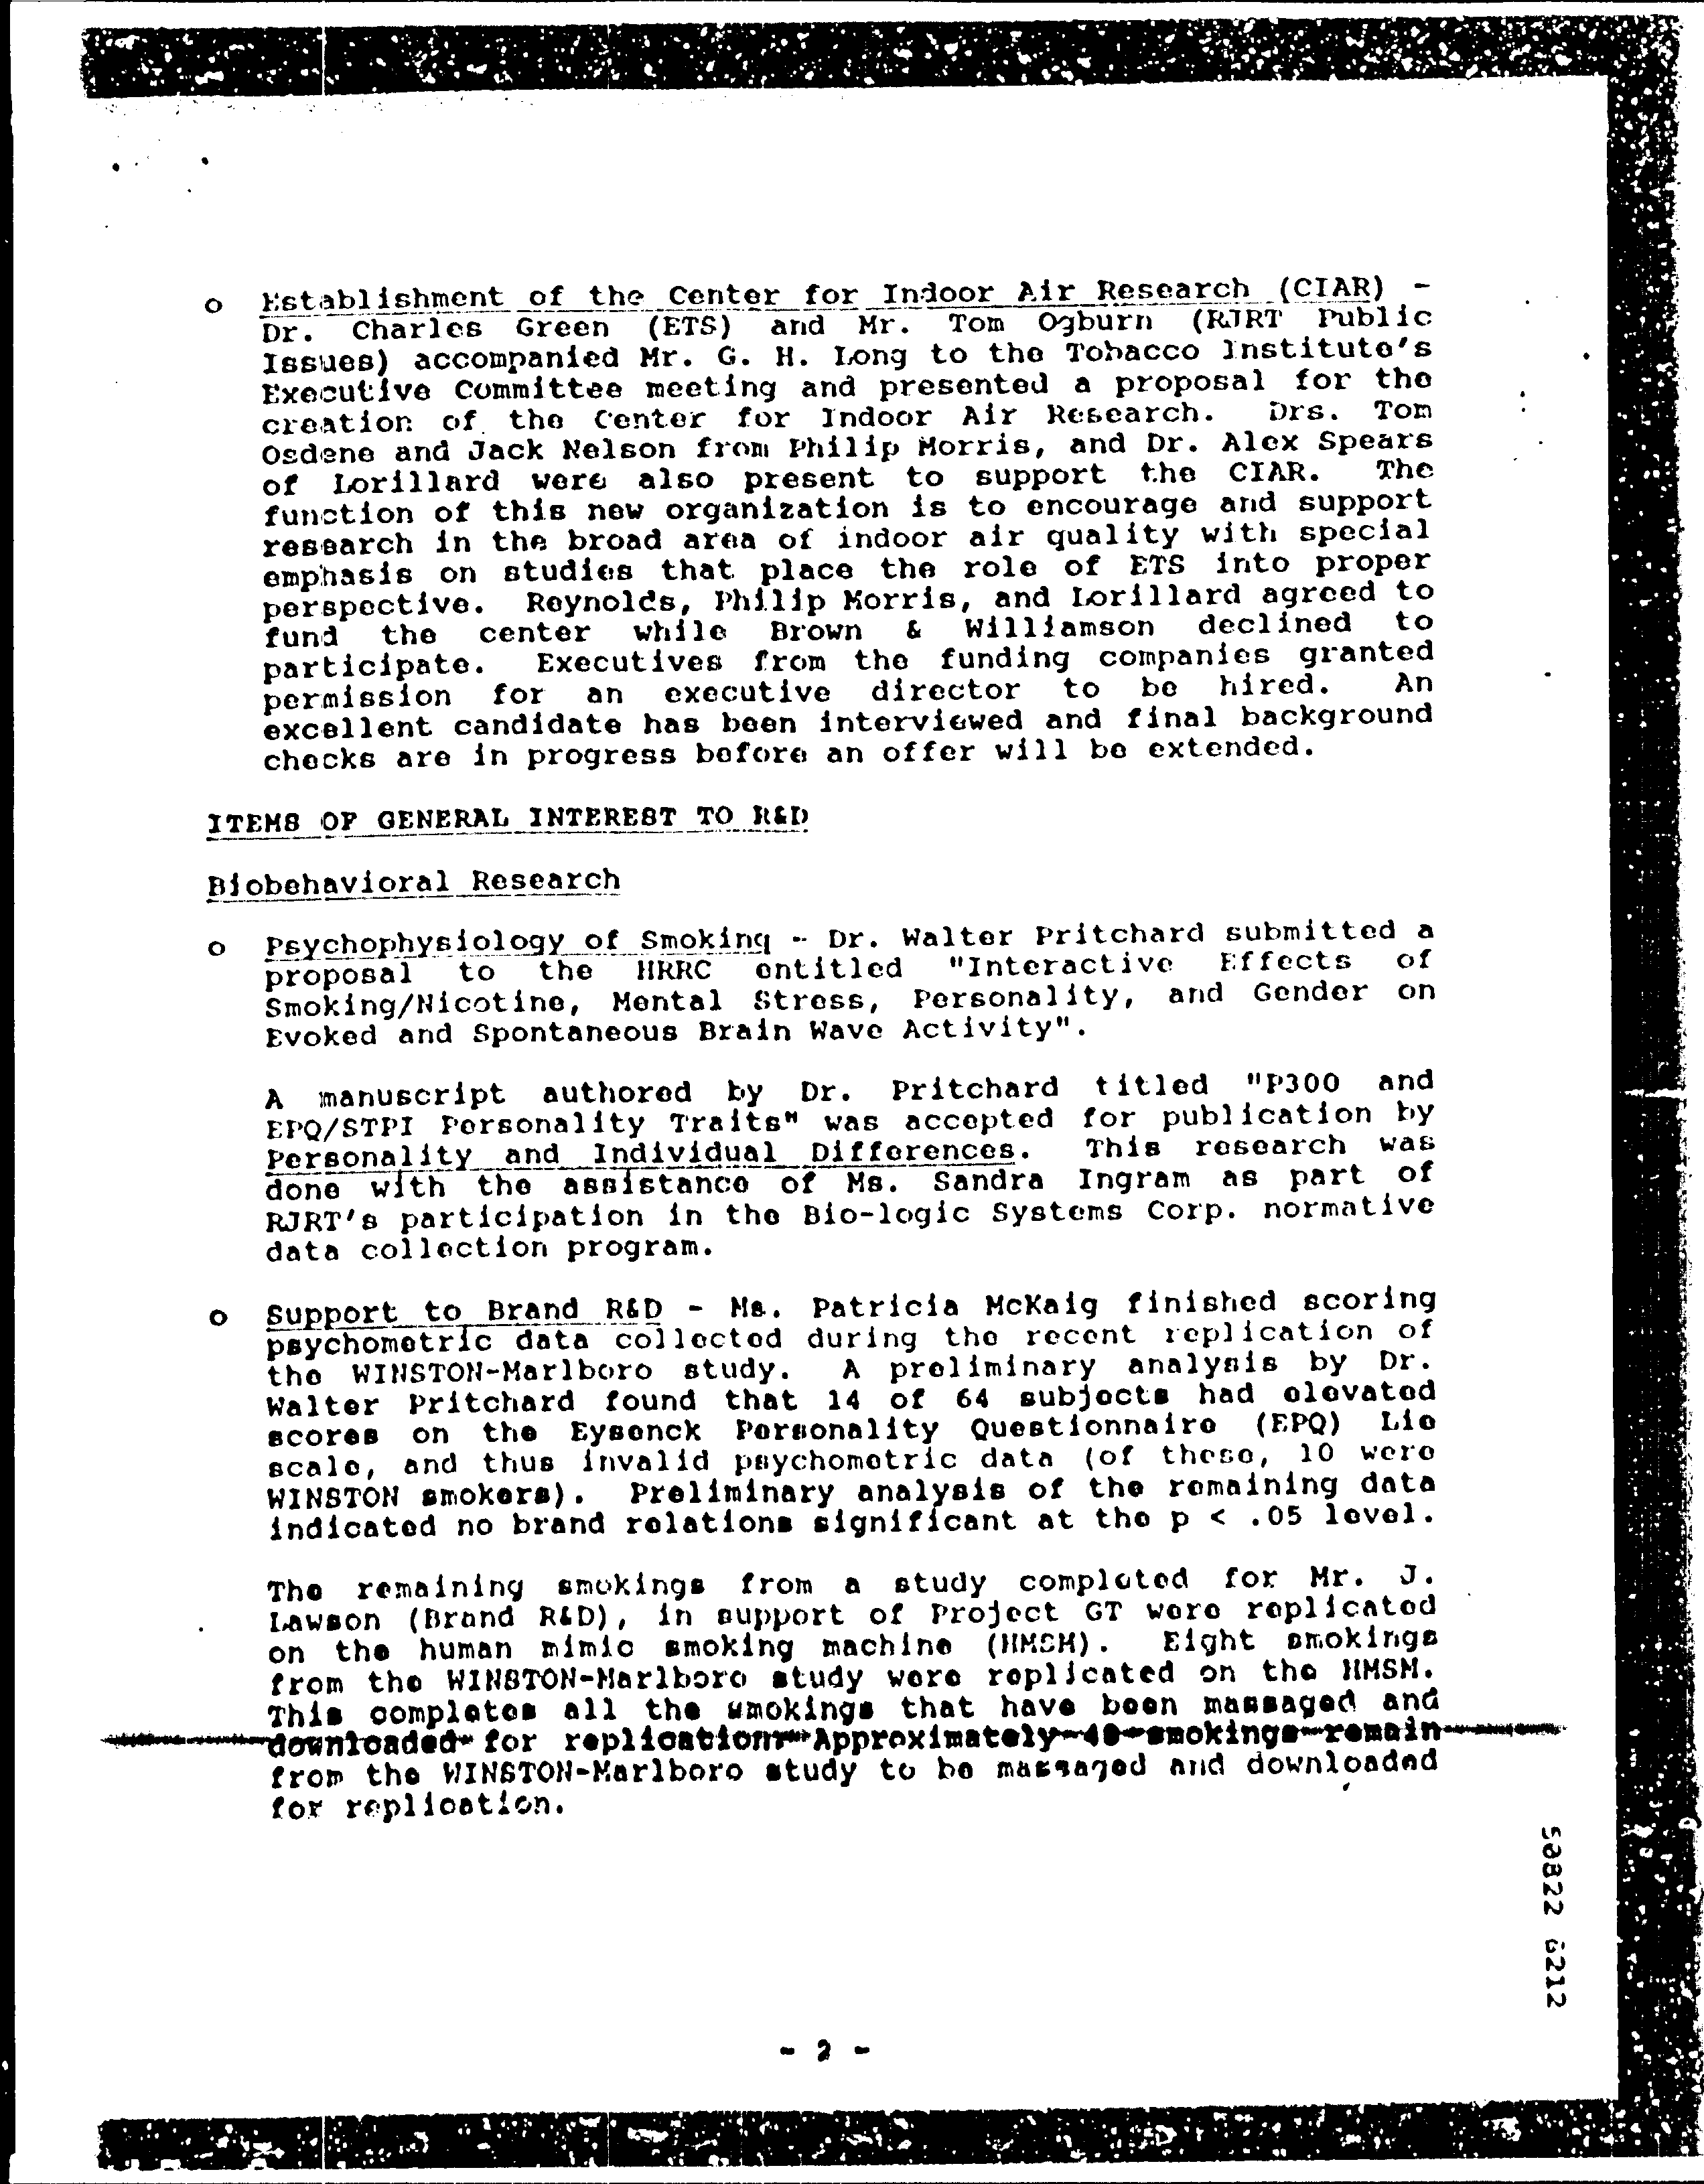 o Establishment of the Center for Indoor Air Research (CIAR) -
Dr. Charles Green (ETS) and Mr. Tom Ogburn (RJRT Public
Issues) accompanied Mr. G. H. Long to the Tobacco Institute's
Executive Committee meeting and presented a proposal for the
creation of the Center for Indoor Air Research. Drs. Tom
Osdene and Jack Nelson from Philip Morris, and Dr. Alex Spears
of Lorillard were also present to support the CIAR. The
function of this new organization is to encourage and support
research in the broad area of indoor air quality with special
emphasis on studies that place the role of ETS into proper
perspective. Reynolds, Philip Morris, and Lorillard agreed to
fund the center while Brown & Williamson declined to
participate. Executives from the funding companies granted
permission for an executive director to be hired. An
excellent candidate has been interviewed and final background
checks are in progress before an offer will be extended.
ITEMS OF GENERAL INTEREST TO R&D
Biobehavioral Research
o Psychophysiology of Smoking - Dr. Walter Pritchard submitted a
proposal to the HRRC entitled "Interactive Effects of
Smoking/Nicotine, Mental Stress, Personality, and Gender on
Evoked and Spontaneous Brain Wave Activity".
A manuscript authored by Dr. Pritchard titled "P300 and
EPQ/STPI Personality Traits" was accepted for publication by
Personality and Individual Differences. This research was
done with the assistance of Ms. Sandra Ingram as part of
RJRT's participation in the Bio-logic Systems Corp. normative
data collection program.
o Support to Brand R&D - Ms. Patricia McKaig finished scoring
psychometric data collected during the recent replication of
the WINSTON-Marlboro study. A preliminary analysis by Dr.
Walter Pritchard found that 14 of 64 subjects had elevated
scores on the Eysenck Personality Questionnaire (EPQ) Lie
scale, and thus invalid psychometric data (of these, 10 were
WINSTON smokers). Preliminary analysis of the remaining data
indicated no brand relations significant at the p < .05 level.
The remaining smokings from a study completed for Mr. J.
Lawson (Brand R&D), in support of Project GT were replicated
on the human mimic smoking machine (HMSM). Eight smokings
from the WINSTON-Marlboro study were replicated on the HMSM.
This completes all the smokings that have been massaged and
downloaded for replication. Approximately 40 smokings remain
from the WINSTON-Marlboro study to be massaged and downloaded
for replication.
50822 6212
- 2 -